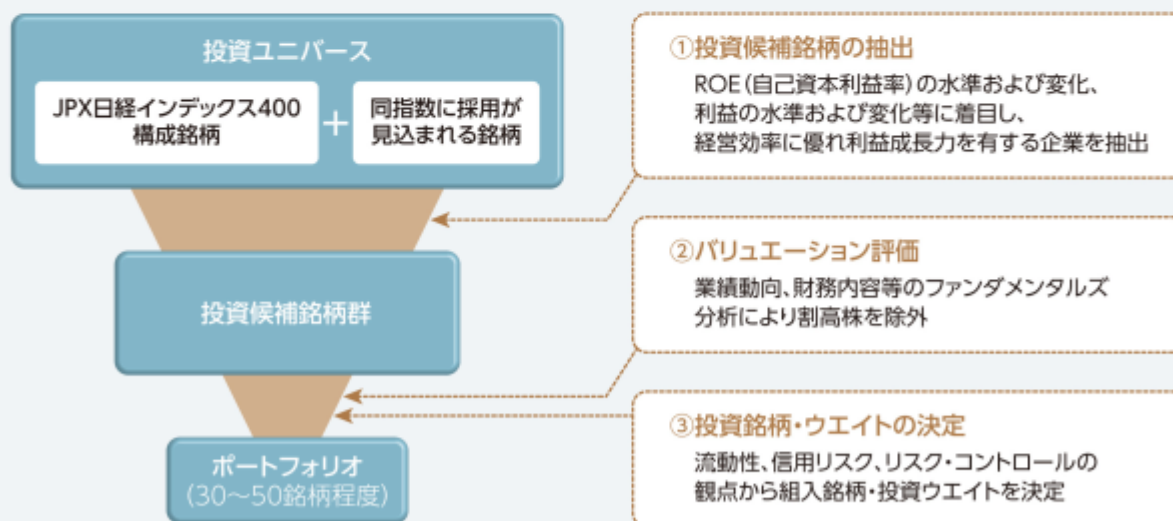 投資ユニバース
JPX日経インデックス400
構成銘柄
+
同指数に採用が
見込まれる銘柄
①投資候補銘柄の抽出
ROE(自己資本利益率)の水準および変化、
利益の水準および変化等に着目し、
経営効率に優れ利益成長力を有する企業を抽出
投資候補銘柄群
②バリュエーション評価
業績動向、財務内容等のファンダメンタルズ
分析により割高株を除外
③投資銘柄・ウエイトの決定
流動性、信用リスク、リスク・コントロールの
観点から組入銘柄・投資ウエイトを決定
ポートフォリオ
(30〜50銘柄程度)